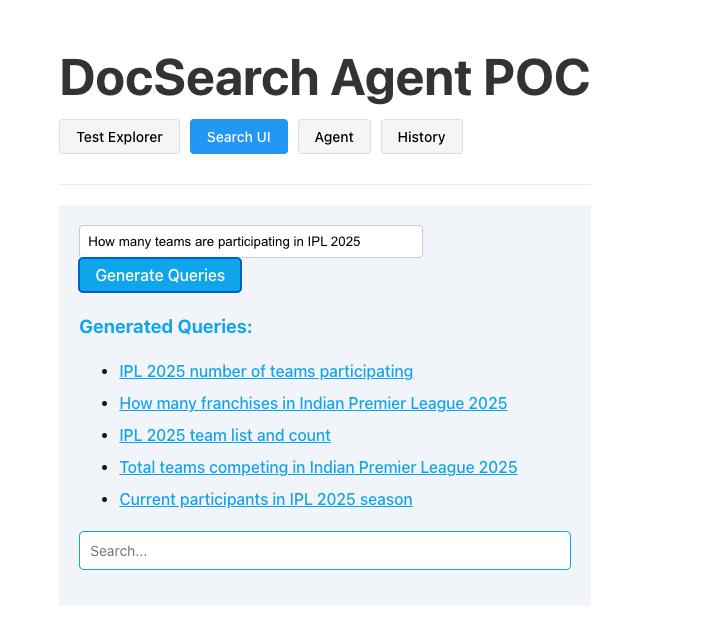 DocSearch Agent POC
Test Explorer Search UI Agent History
How many teams are participating in IPL 2025
Generate Queries
Generated Queries:
IPL 2025 number of teams participating
How many franchises in Indian Premier League 2025
IPL 2025 team list and count
Total teams competing in Indian Premier League 2025
Current participants in IPL 2025 season
Search...